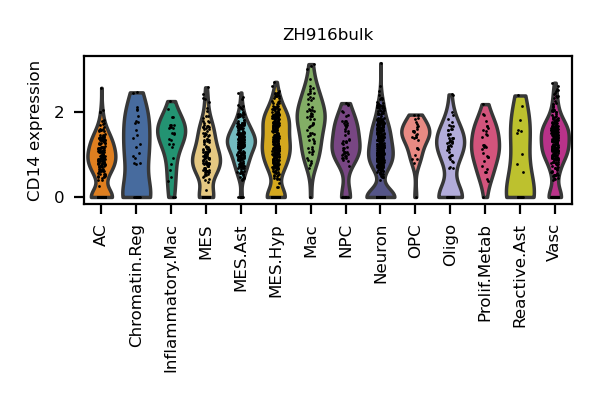 ZH916bulk
CD14 expression
2
0
AC
Chromatin.Reg
Inflammatory.Mac
MES
MES.Ast
MES.Hyp
Mac
NPC
Neuron
OPC
Oligo
Prolif.Metab
Reactive.Ast
Vasc